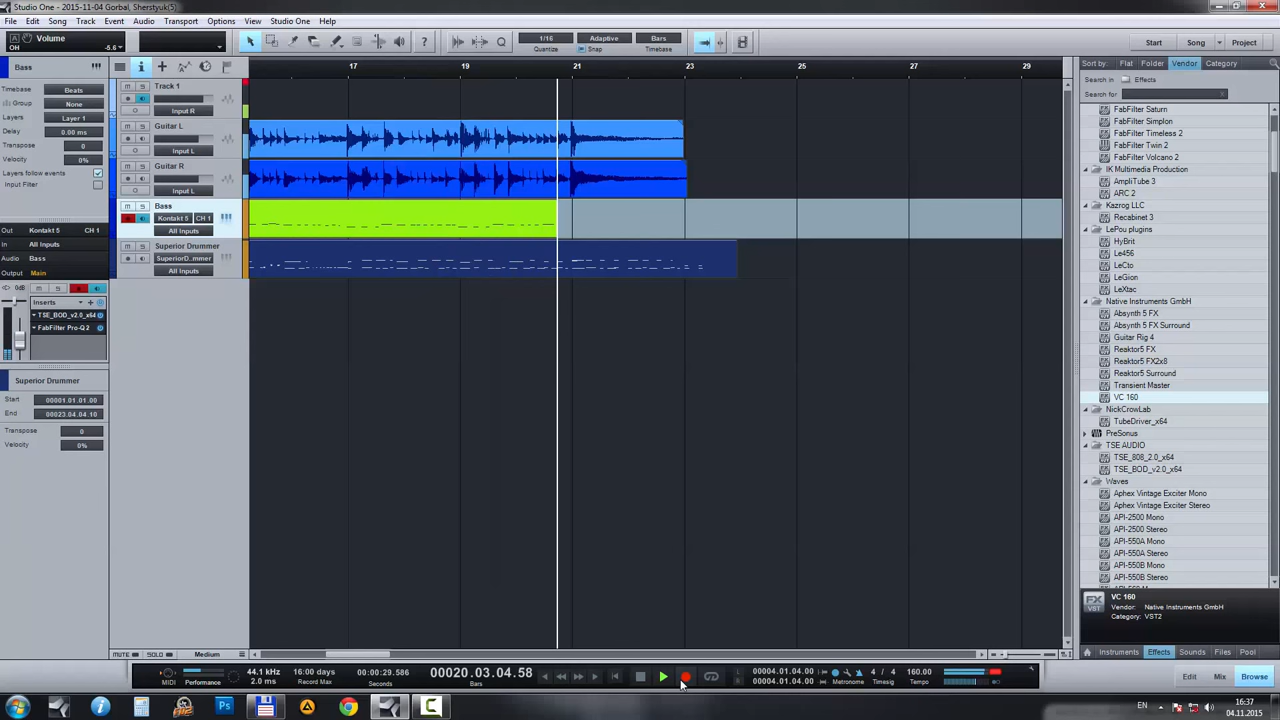 Studio One - 2015-11-04 Gorbal, Sherstyuk(5)
File Edit Song Track Event Audio Transport Options View Studio One Help
Volume
OH -5.6
1/16 Adaptive Bars
Quantize Snap Timebase
Start Song Project
Bass
17 19 21 23 25 27 29
Sort by: Flat Folder Vendor Category
Search in Effects
Search for
Timebase Beats
Group None
Layers Layer 1
Delay 0.00 ms
Transpose 0
Velocity 0%
Layers follow events
Input Filter
Out Kontakt 5 CH 1
In All Inputs
Audio Bass
Output Main
0dB M S
Inserts
TSE_BOD_v2.0_x64
FabFilter Pro-Q 2
Superior Drummer
Start 00001.01.01.00
End 00023.04.04.10
Transpose 0
Velocity 0%
M S Track 1
Input R
M S Guitar L
Input L
M S Guitar R
Input L
M S Bass
Kontakt 5 CH 1
All Inputs
M S Superior Drummer
SuperiorD..mmer
All Inputs
FabFilter Saturn
FabFilter Simplon
FabFilter Timeless 2
FabFilter Twin 2
FabFilter Volcano 2
IK Multimedia Production
AmpliTube 3
ARC 2
Kazrog LLC
Recabinet 3
LePou plugins
HyBrit
Le456
LeCto
LeGion
LeXtac
Native Instruments GmbH
Absynth 5 FX
Absynth 5 FX Surround
Guitar Rig 4
Reaktor5 FX
Reaktor5 FX2x8
Reaktor5 Surround
Transient Master
VC 160
NickCrowLab
TubeDriver_x64
PreSonus
TSE AUDIO
TSE_808_2.0_x64
TSE_BOD_v2.0_x64
Waves
Aphex Vintage Exciter Mono
Aphex Vintage Exciter Stereo
API-2500 Mono
API-2500 Stereo
API-550A Mono
API-550A Stereo
API-550B Mono
API-550B Stereo
VC 160
FX VST
Vendor: Native Instruments GmbH
Category: VST2
MUTE SOLO Medium
Instruments Effects Sounds Files Pool
MIDI Performance
44.1 kHz
2.0 ms
16:00 days
Record Max
00:00:29.586
Seconds
00020.03.04.58
Bars
00004.01.04.00
00004.01.04.00
Metronome
4 / 4
Signature
160.00
Tempo
Edit Mix Browse
EN 16:37
04.11.2015